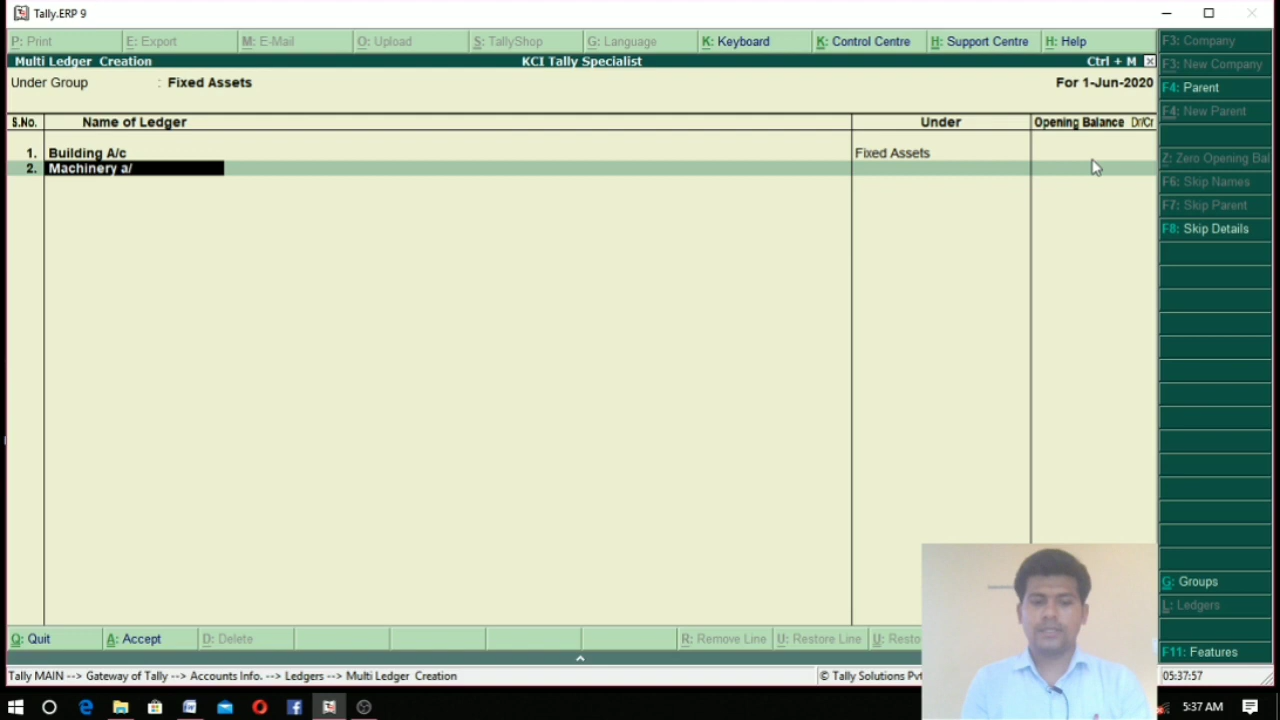 Tally.ERP 9
P: Print E: Export M: E-Mail O: Upload S: TallyShop G: Language K: Keyboard K: Control Centre H: Support Centre H: Help
F3: Company
Multi Ledger Creation KCI Tally Specialist Ctrl + M
F3: New Company
Under Group : Fixed Assets For 1-Jun-2020
F4: Parent
F4: New Parent
S.No. Name of Ledger Under Opening Balance Dr/Cr
1. Building A/c Fixed Assets
2. Machinery a/
Z: Zero Opening Bal
F6: Skip Names
F7: Skip Parent
F8: Skip Details
G: Groups
L: Ledgers
Q: Quit A: Accept D: Delete R: Remove Line U: Restore Line U: Resto
F11: Features
Tally MAIN --> Gateway of Tally --> Accounts Info. --> Ledgers --> Multi Ledger Creation © Tally Solutions Pvt 05:37:57
5:37 AM